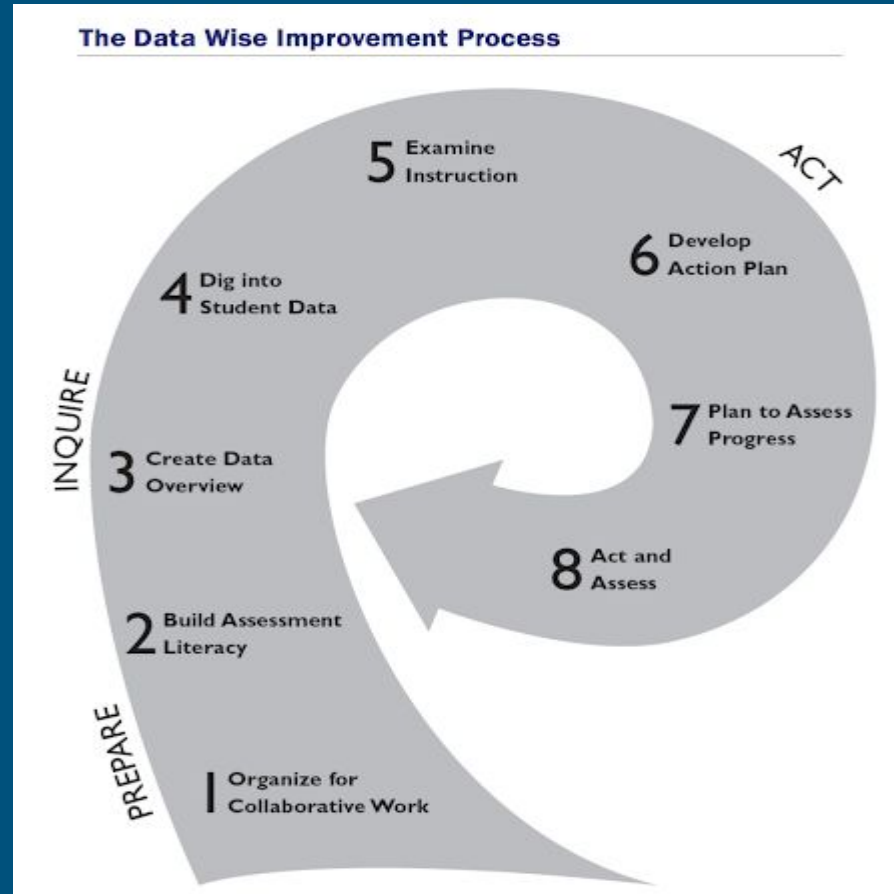 The Data Wise Improvement Process
PREPARE
1 Organize for
Collaborative Work
2 Build Assessment
Literacy
INQUIRE
3 Create Data
Overview
4 Dig into
Student Data
5 Examine
Instruction
ACT
6 Develop
Action Plan
7 Plan to Assess
Progress
8 Act and
Assess